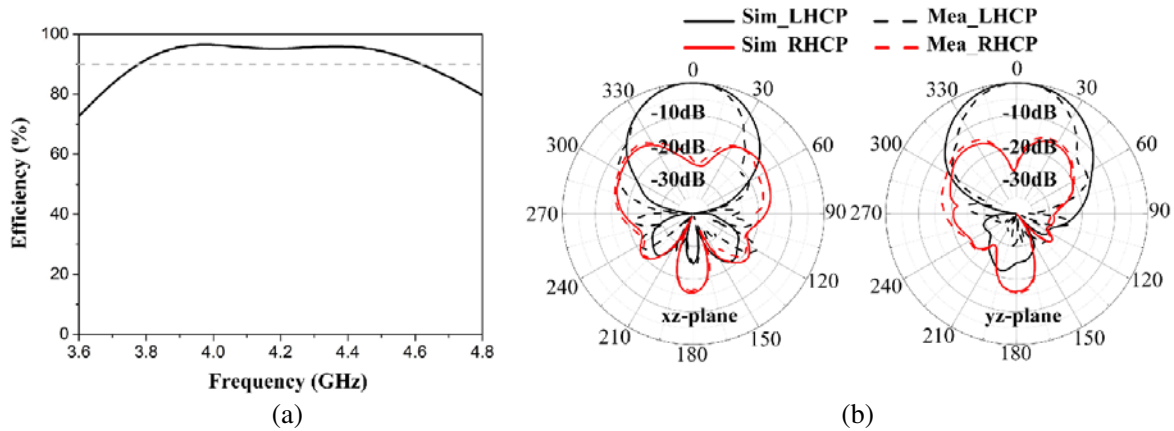 100
80
60
40
20
0
Efficiency (%)
3.6 3.8 4.0 4.2 4.4 4.6 4.8
Frequency (GHz)
(a)
Sim_LHCP Mea_LHCP
Sim_RHCP Mea_RHCP
0
330 30
300 60
270 90
240 120
210 150
180
-10dB
-20dB
-30dB
xz-plane
0
330 30
300 60
270 90
240 120
210 150
180
-10dB
-20dB
-30dB
yz-plane
(b)